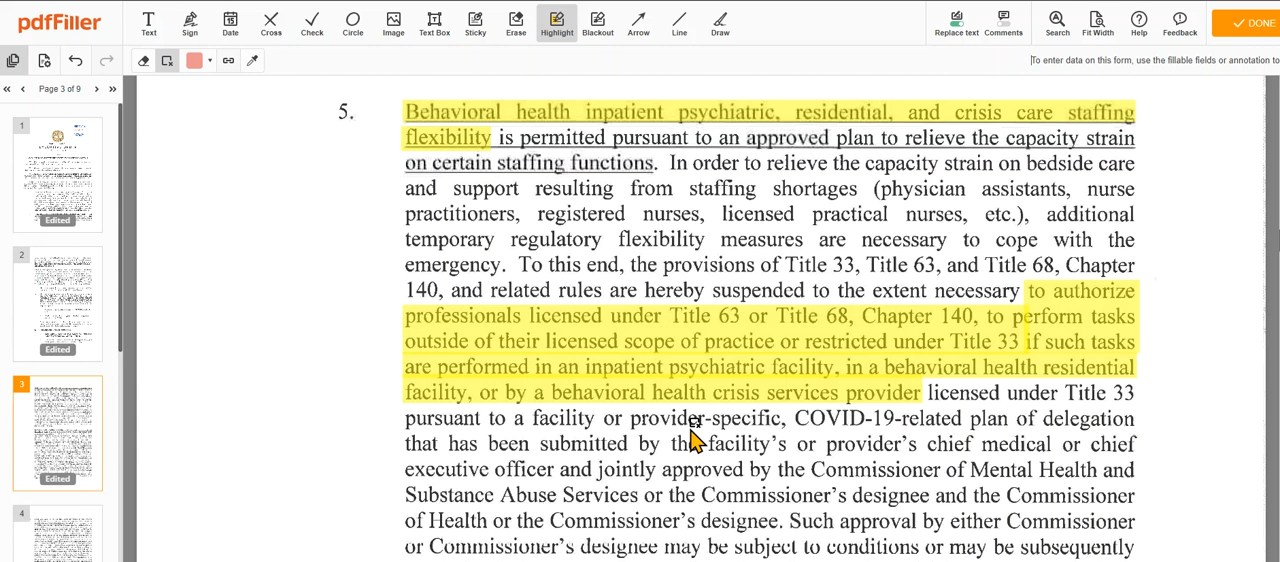 pdfFiller
Text
Sign
Date
Cross
Check
Circle
Image
Text Box
Sticky
Erase
Highlight
Blackout
Arrow
Line
Draw
Replace text
Comments
Search
Fit Width
Help
Feedback
DONE
Page 3 of 9
To enter data on this form, use the fillable fields or annotation to
1
Edited
2
Edited
3
Edited
4
5. Behavioral health inpatient psychiatric, residential, and crisis care staffing
flexibility is permitted pursuant to an approved plan to relieve the capacity strain
on certain staffing functions. In order to relieve the capacity strain on bedside care
and support resulting from staffing shortages (physician assistants, nurse
practitioners, registered nurses, licensed practical nurses, etc.), additional
temporary regulatory flexibility measures are necessary to cope with the
emergency. To this end, the provisions of Title 33, Title 63, and Title 68, Chapter
140, and related rules are hereby suspended to the extent necessary to authorize
professionals licensed under Title 63 or Title 68, Chapter 140, to perform tasks
outside of their licensed scope of practice or restricted under Title 33 if such tasks
are performed in an inpatient psychiatric facility, in a behavioral health residential
facility, or by a behavioral health crisis services provider licensed under Title 33
pursuant to a facility or provider-specific, COVID-19-related plan of delegation
that has been submitted by the facility's or provider's chief medical or chief
executive officer and jointly approved by the Commissioner of Mental Health and
Substance Abuse Services or the Commissioner's designee and the Commissioner
of Health or the Commissioner's designee. Such approval by either Commissioner
or Commissioner's designee may be subject to conditions or may be subsequently